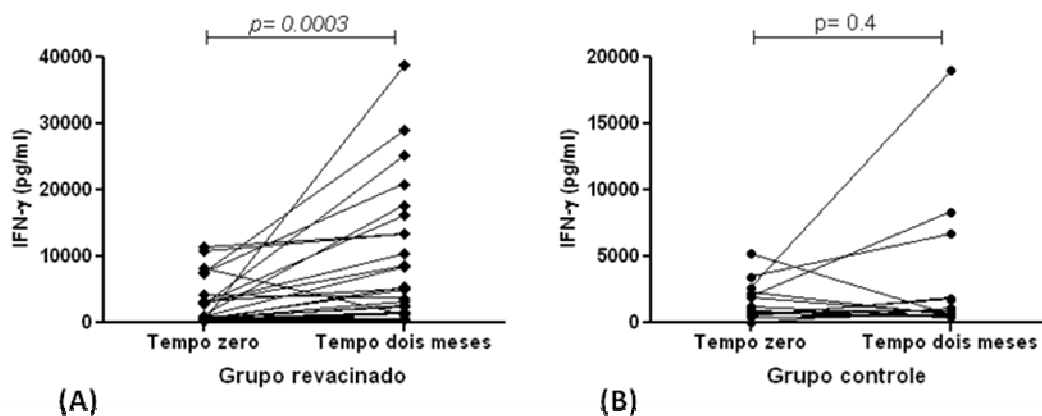 p= 0.0003
40000
30000
20000
10000
0
IFN-γ (pg/ml)
Tempo zero
Tempo dois meses
Grupo revacinado
(A)
p= 0.4
20000
15000
10000
5000
0
IFN-γ (pg/ml)
Tempo zero
Tempo dois meses
Grupo controle
(B)